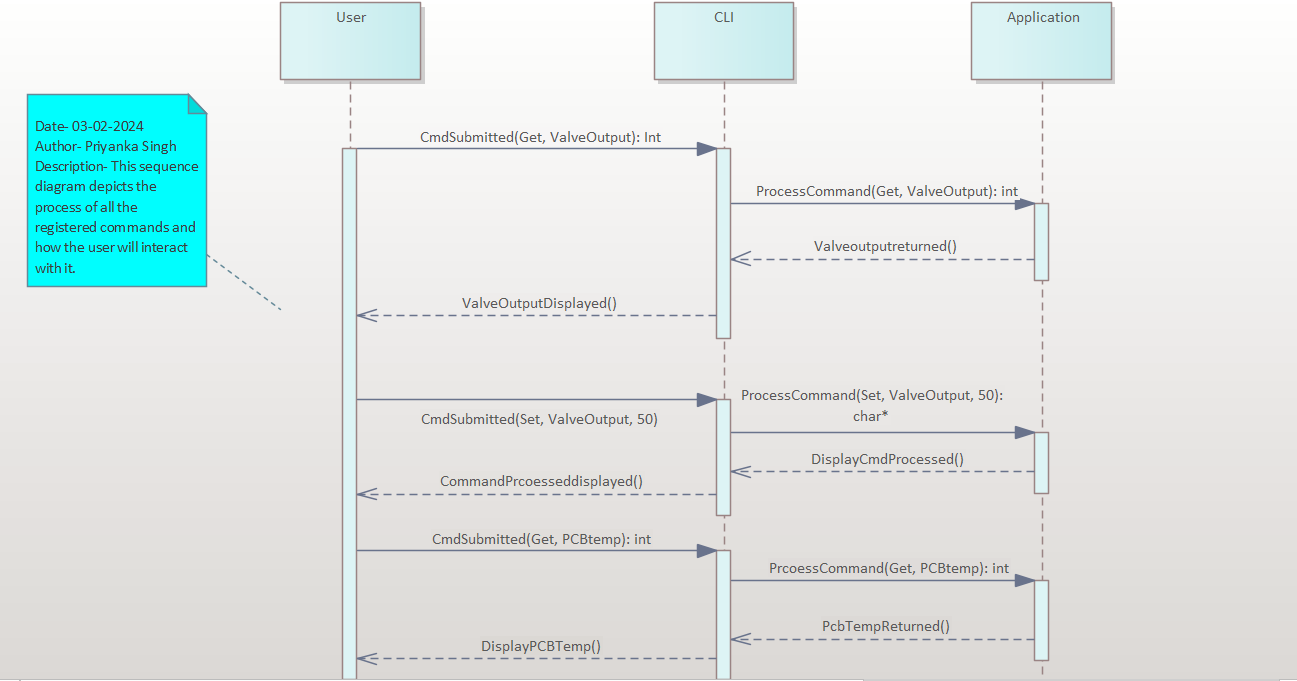 User
CLI
Application
Date- 03-02-2024
Author- Priyanka Singh
Description- This sequence
diagram depicts the
process of all the
registered commands and
how the user will interact
with it.
CmdSubmitted(Get, ValveOutput): Int
ProcessCommand(Get, ValveOutput): int
Valveoutputreturned()
ValveOutputDisplayed()
ProcessCommand(Set, ValveOutput, 50):
char*
CmdSubmitted(Set, ValveOutput, 50)
DisplayCmdProcessed()
CommandPrcoesseddisplayed()
CmdSubmitted(Get, PCBtemp): int
PrcoessCommand(Get, PCBtemp): int
PcbTempReturned()
DisplayPCBTemp()